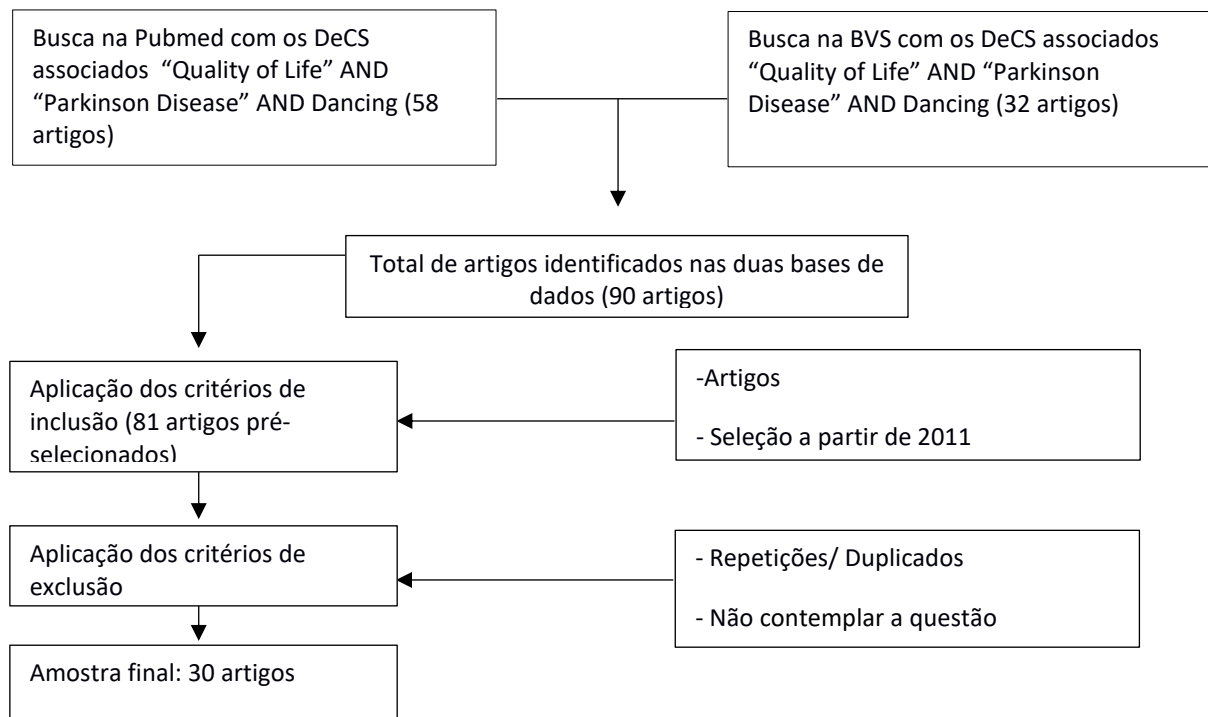 Busca na Pubmed com os DeCS
associados “Quality of Life” AND
“Parkinson Disease” AND Dancing (58
artigos)
Busca na BVS com os DeCS associados
“Quality of Life” AND “Parkinson
Disease” AND Dancing (32 artigos)
Total de artigos identificados nas duas bases de
dados (90 artigos)
Aplicação dos critérios de
inclusão (81 artigos pré-
selecionados)
-Artigos
- Seleção a partir de 2011
Aplicação dos critérios de
exclusão
- Repetições/ Duplicados
- Não contemplar a questão
Amostra final: 30 artigos